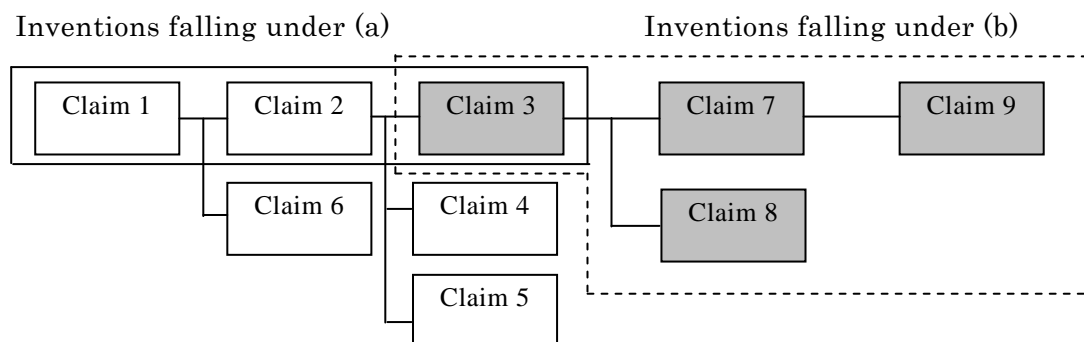 Inventions falling under (a) Inventions falling under (b)
Claim 1 Claim 2 Claim 3 Claim 7 Claim 9
Claim 6 Claim 4 Claim 8
Claim 5